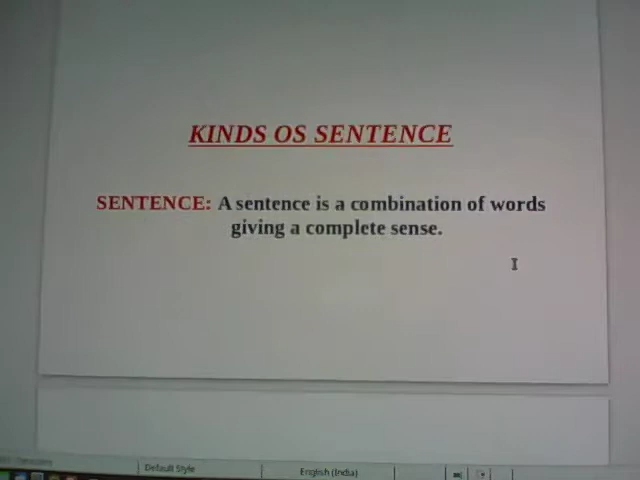 KINDS OS SENTENCE
SENTENCE: A sentence is a combination of words
giving a complete sense.
Default Style
English (India)